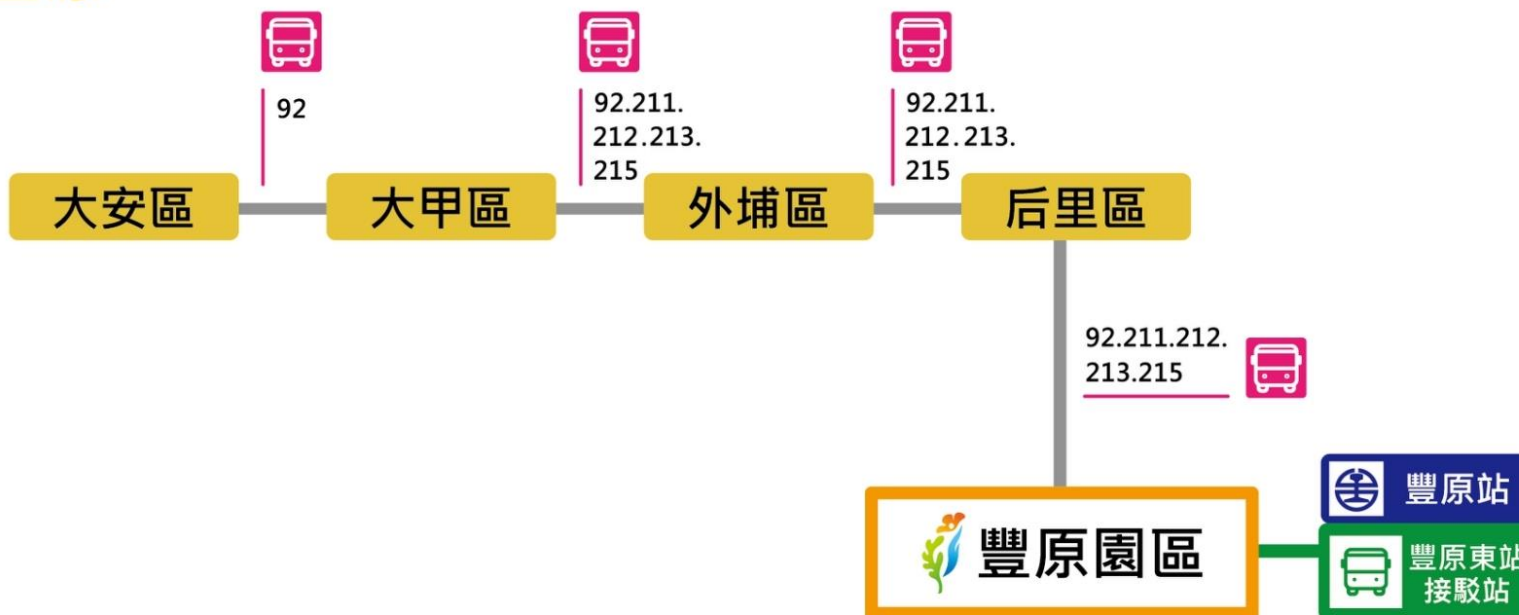 92
92.211.
212.213.
215
92.211.
212.213.
215
大安區
大甲區
外埔區
后里區
92.211.212.
213.215
豐原園區
豐原站
豐原東站
接駁站